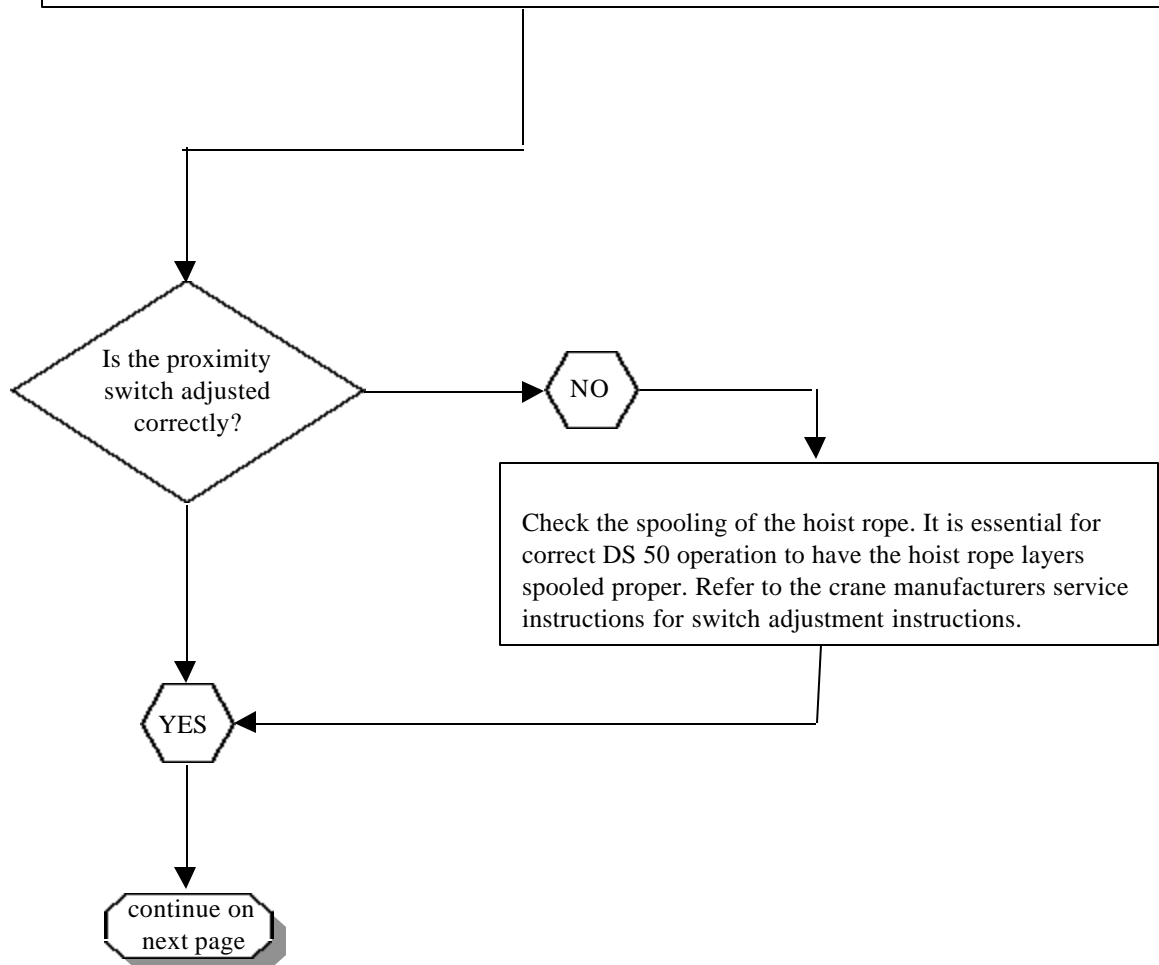 Is the proximity
switch adjusted
correctly?
NO
Check the spooling of the hoist rope. It is essential for
correct DS 50 operation to have the hoist rope layers
spooled proper. Refer to the crane manufacturers service
instructions for switch adjustment instructions.
YES
continue on
next page